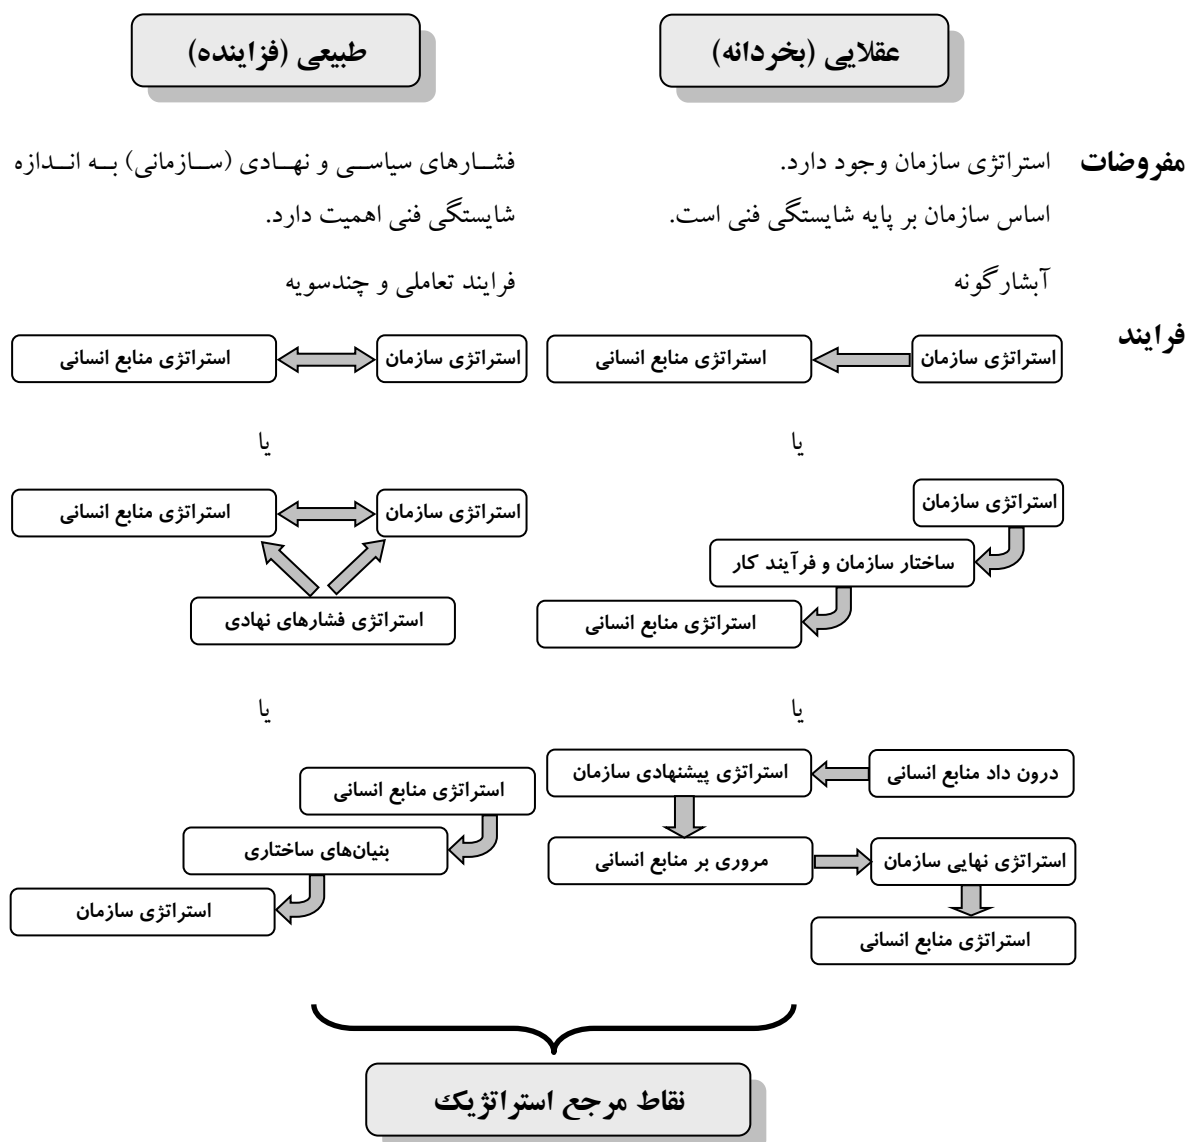 عقلایی (بخردانه)
طبیعی (فزاینده)
مفروضات
استراتژی سازمان وجود دارد.
اساس سازمان بر پایه شایستگی فنی است.
فشارهای سیاسی و نهادی (سازمانی) به اندازه
شایستگی فنی اهمیت دارد.
آبشارگونه
فرایند تعاملی و چندسویه
فرایند
استراتژی سازمان
استراتژی منابع انسانی
استراتژی سازمان
استراتژی منابع انسانی
یا
یا
استراتژی سازمان
ساختار سازمان و فرآیند کار
استراتژی منابع انسانی
استراتژی سازمان
استراتژی منابع انسانی
استراتژی فشارهای نهادی
یا
یا
درون داد منابع انسانی
استراتژی پیشنهادی سازمان
مروری بر منابع انسانی
استراتژی نهایی سازمان
استراتژی منابع انسانی
استراتژی منابع انسانی
بنیان‌های ساختاری
استراتژی سازمان
نقاط مرجع استراتژیک